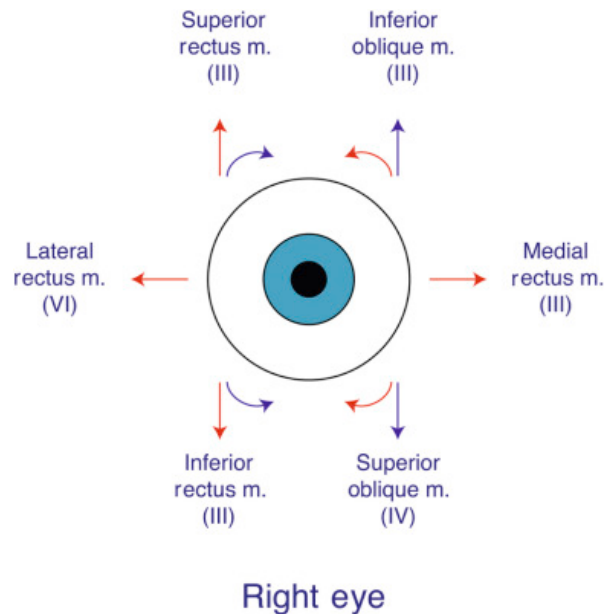 Superior
rectus m.
(III)
Inferior
oblique m.
(III)
Lateral
rectus m.
(VI)
Medial
rectus m.
(III)
Inferior
rectus m.
(III)
Superior
oblique m.
(IV)
Right eye